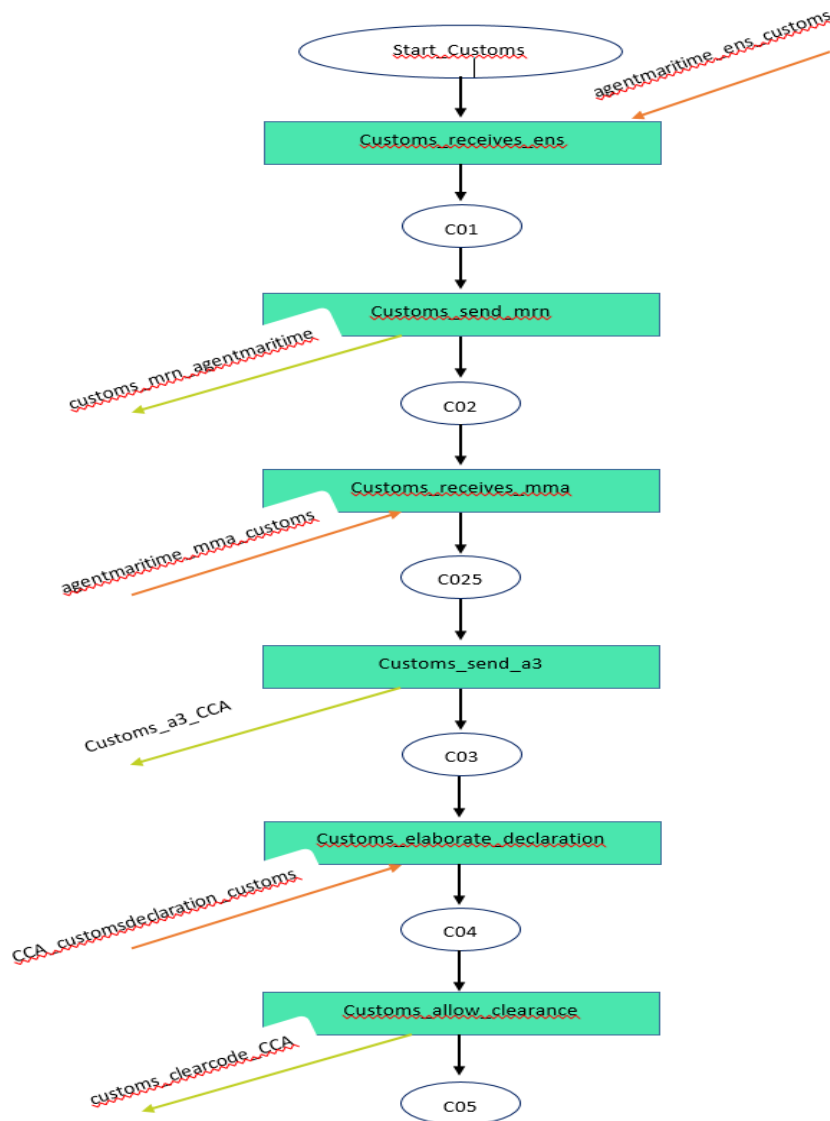 Start_Customs
agentmaritime_ens_customs
Customs_receives_ens
C01
Customs_send_mrn
customs_mrn_agentmaritime
C02
Customs_receives_mma
agentmaritime_mma_customs
C025
Customs_send_a3
Customs_a3_CCA
C03
Customs_elaborate_declaration
CCA_customsdeclaration_customs
C04
Customs_allow_clearance
customs_clearcode_CCA
C05